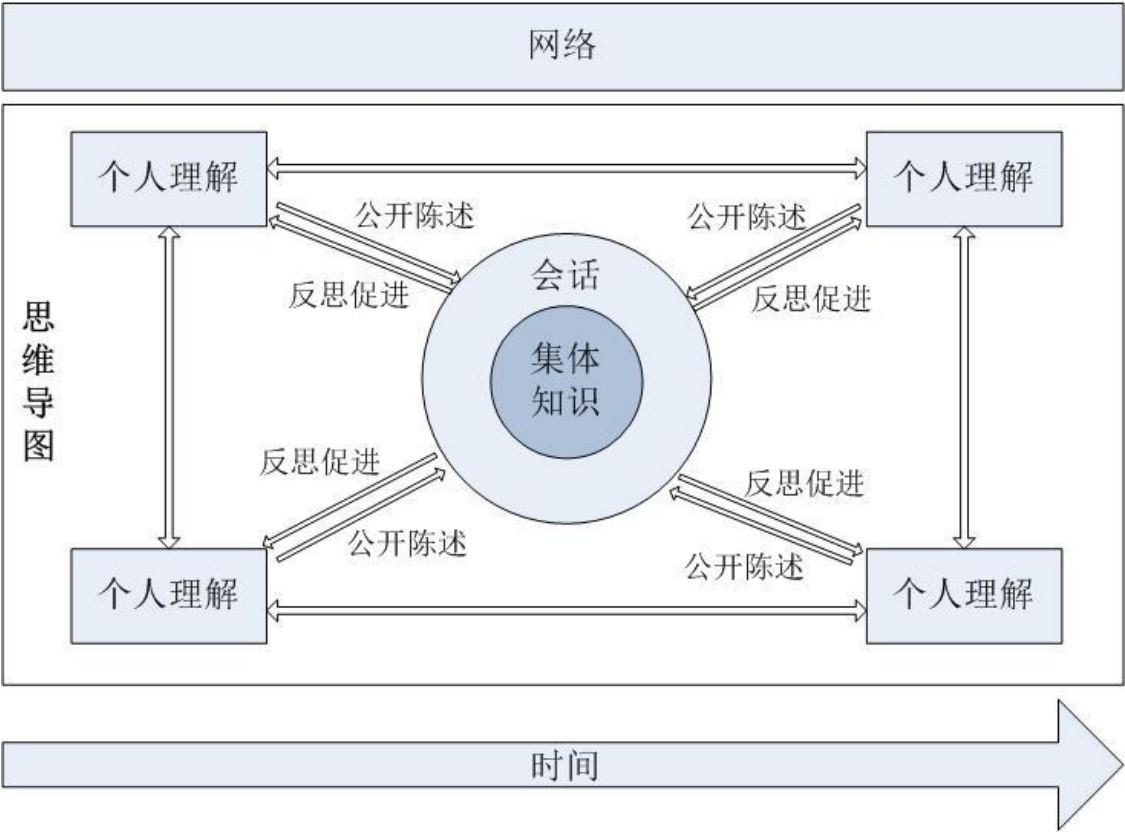 网络
个人理解
个人理解
公开陈述
公开陈述
会话
反思促进
反思促进
思维导图
集体
知识
反思促进
反思促进
公开陈述
公开陈述
个人理解
个人理解
时间